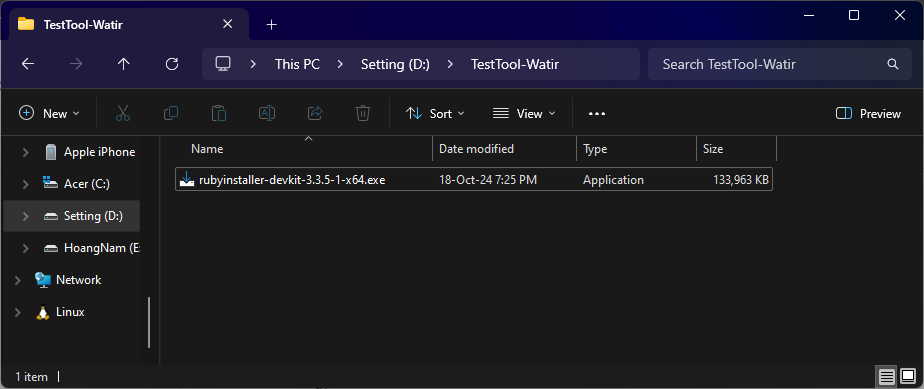 TestTool-Watir
This PC Setting (D:) TestTool-Watir Search TestTool-Watir
New Sort View Preview
Name Date modified Type Size
rubyinstaller-devkit-3.3.5-1-x64.exe 18-Oct-24 7:25 PM Application 133,963 KB
Apple iPhone
Acer (C:)
Setting (D:)
HoangNam (E
Network
Linux
1 item